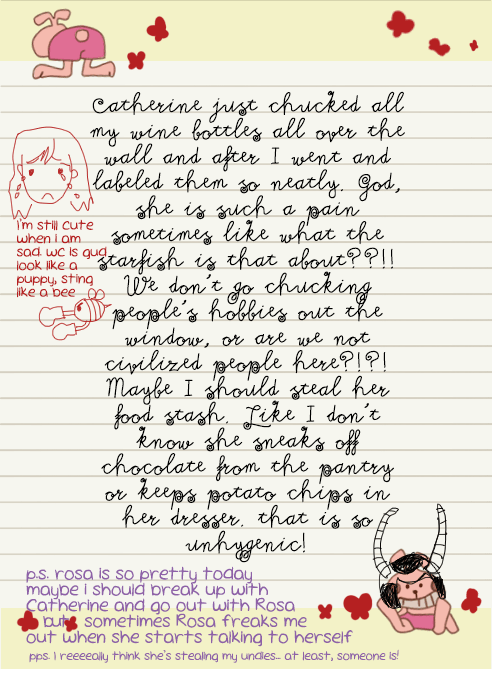 Catherine just chucked all
my wine bottles all over the
wall and after I went and
labeled them so neatly. God,
she is such a pain
sometimes like what the
starfish is that about??!!
We don't go chucking
people's hobbies out the
window, or are we not
civilized people here?!?!
Maybe I should steal her
food stash. Like I don't
know she sneaks off
chocolate from the pantry
or keeps potato chips in
her dresser. that is so
unhygenic!
i'm still cute
when i am
sad. wc is gud
look like a
puppy, sting
like a bee
p.s. rosa is so pretty today
maybe i should break up with
Catherine and go out with Rosa
but sometimes Rosa freaks me
out when she starts talking to herself
pps. I reeeeally think she's stealing my undies... at least, someone is!